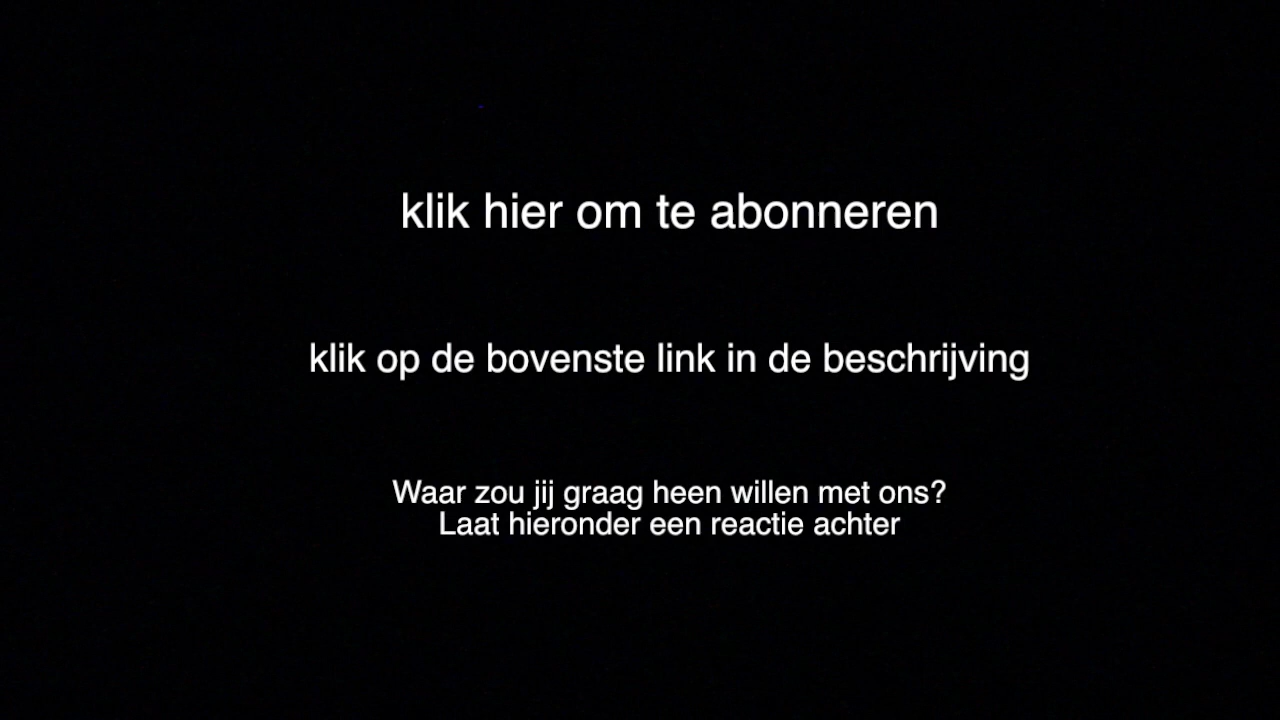 klik hier om te abonneren
klik op de bovenste link in de beschrijving
Waar zou jij graag heen willen met ons?
Laat hieronder een reactie achter